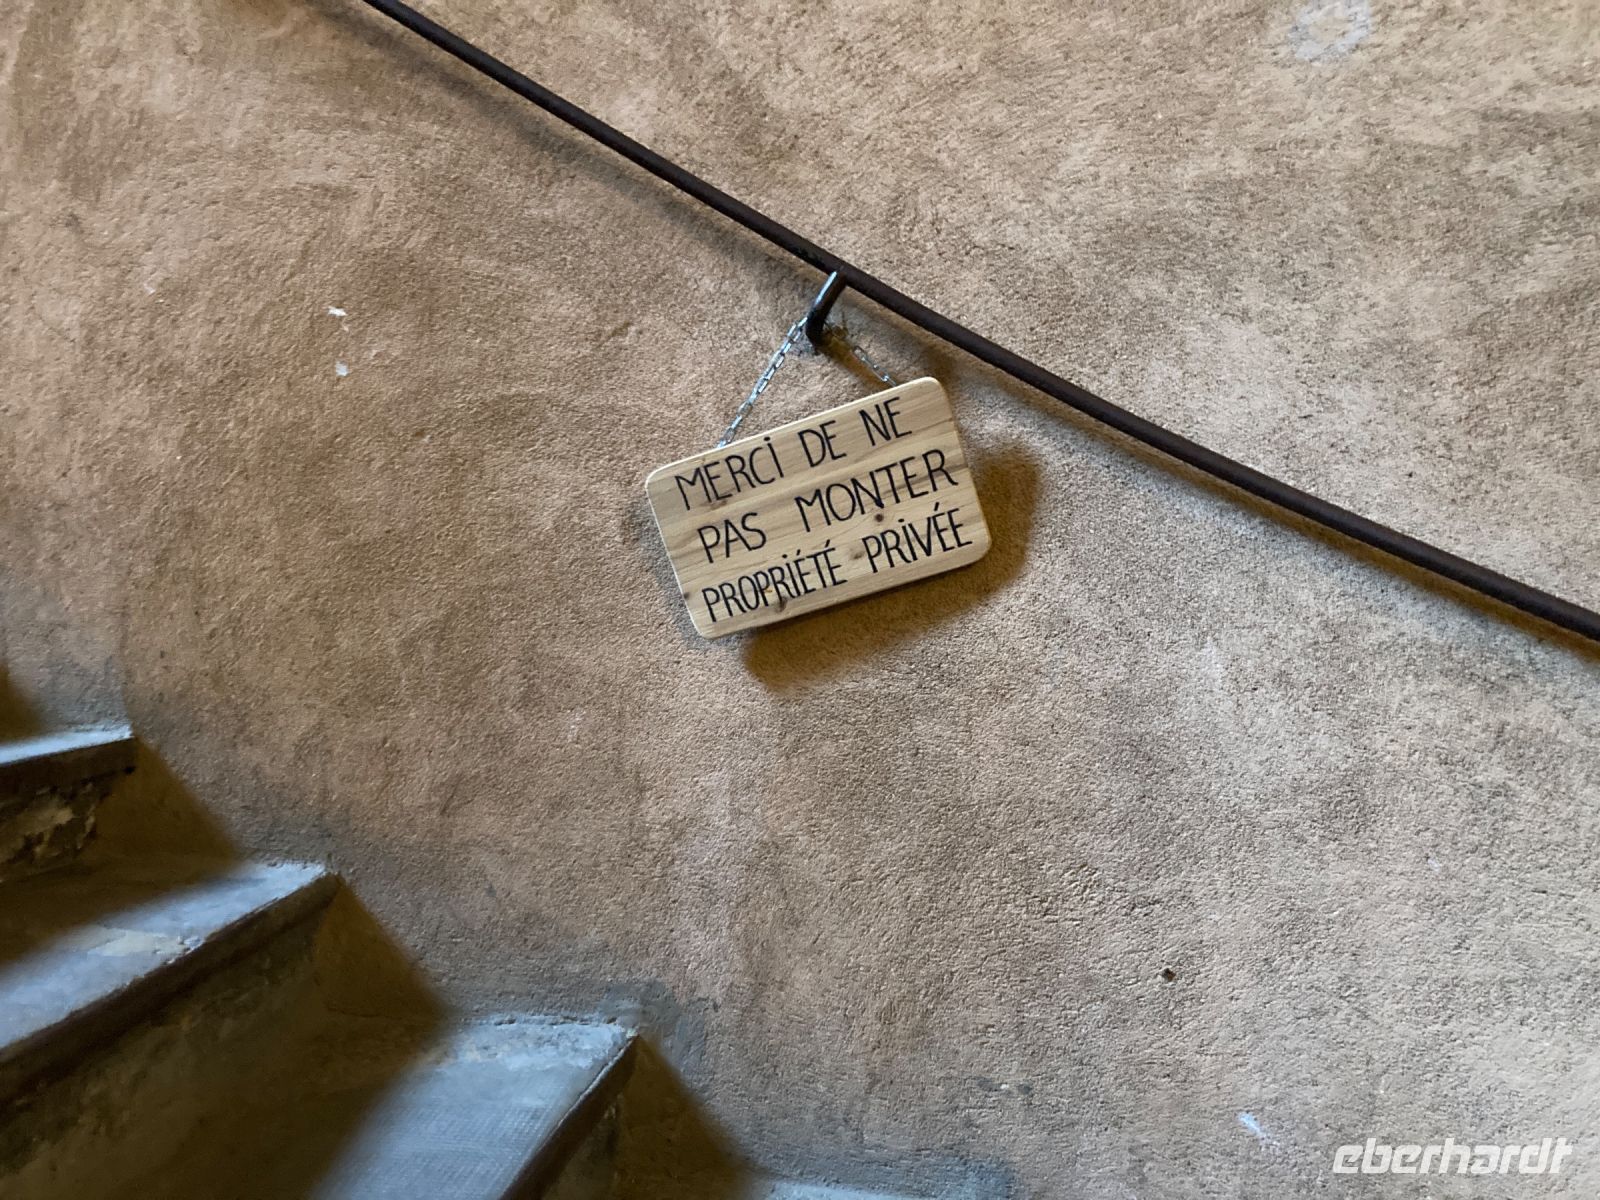 MERCi DE NE
PAS MONTER
PROPRiÉTÉ PRiVÉE
eberhardt